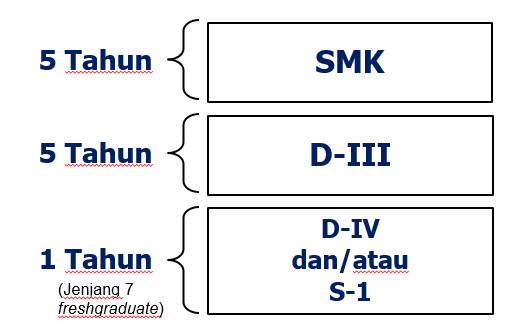 5 Tahun
SMK
5 Tahun
D-III
D-IV
1 Tahun
dan/atau
(Jenjang 7
S-1
freshgraduate)